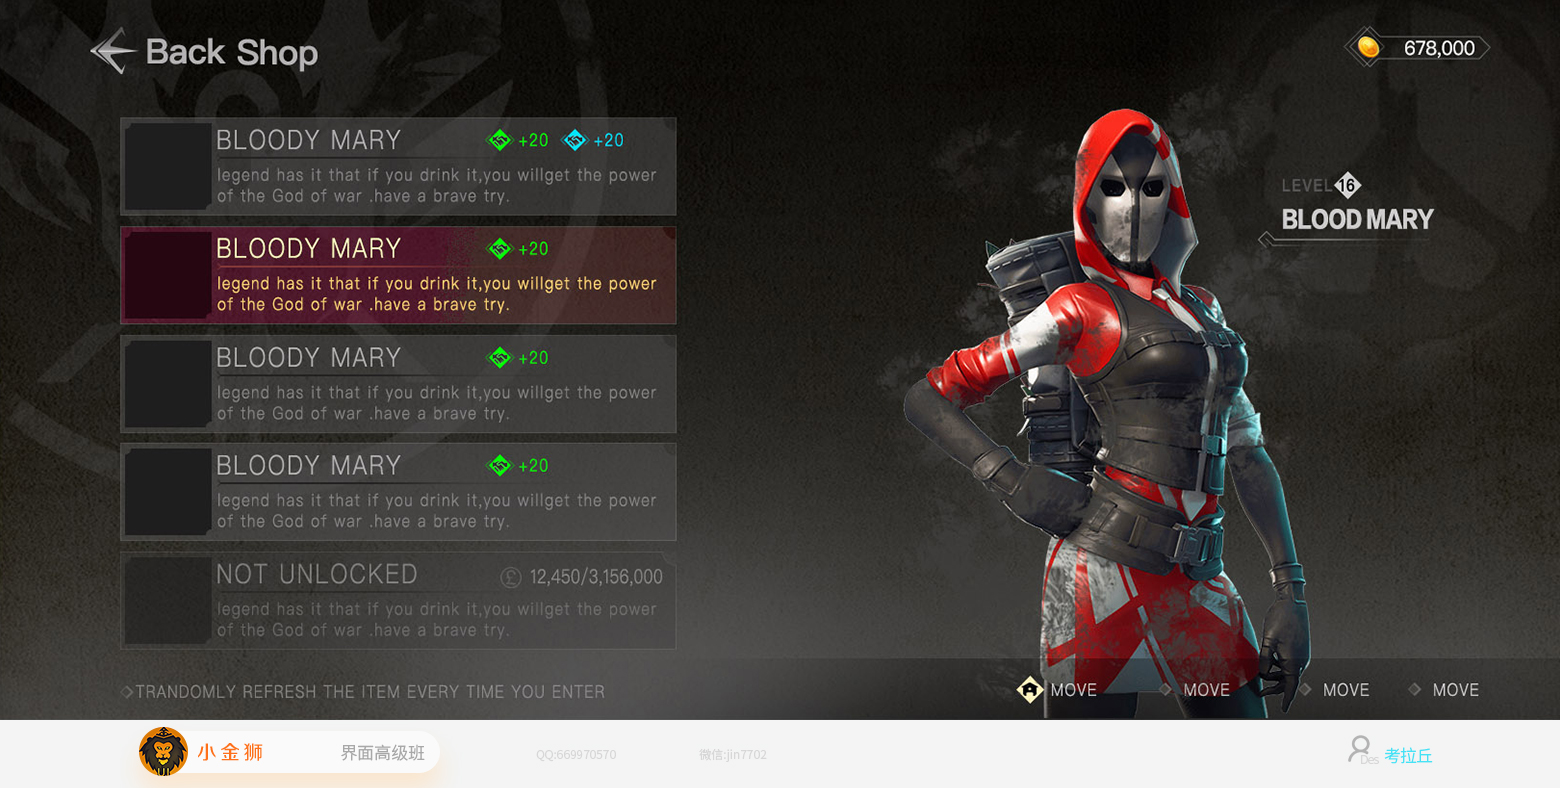 Back Shop
678,000
BLOODY MARY +20 +20
legend has it that if you drink it,you willget the power
of the God of war .have a brave try.
BLOODY MARY +20
legend has it that if you drink it,you willget the power
of the God of war .have a brave try.
BLOODY MARY +20
legend has it that if you drink it,you willget the power
of the God of war .have a brave try.
BLOODY MARY +20
legend has it that if you drink it,you willget the power
of the God of war .have a brave try.
NOT UNLOCKED £ 12,450/3,156,000
legend has it that if you drink it,you willget the power
of the God of war .have a brave try.
LEVEL 16
BLOOD MARY
TRANDOMLY REFRESH THE ITEM EVERY TIME YOU ENTER
MOVE MOVE MOVE MOVE
小金狮 界面高级班 QQ:669970570 微信:jin7702 Des 考拉丘